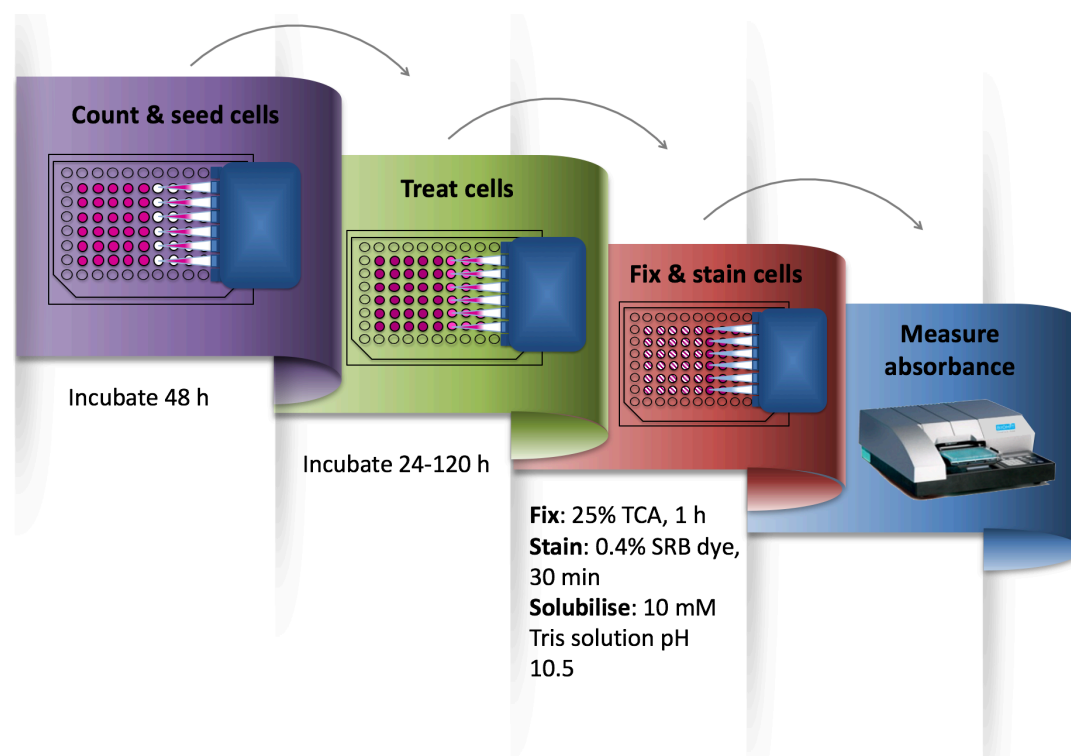 Count & seed cells
Incubate 48 h
Treat cells
Incubate 24-120 h
Fix & stain cells
Fix: 25% TCA, 1 h
Stain: 0.4% SRB dye,
30 min
Solubilise: 10 mM
Tris solution pH
10.5
Measure
absorbance